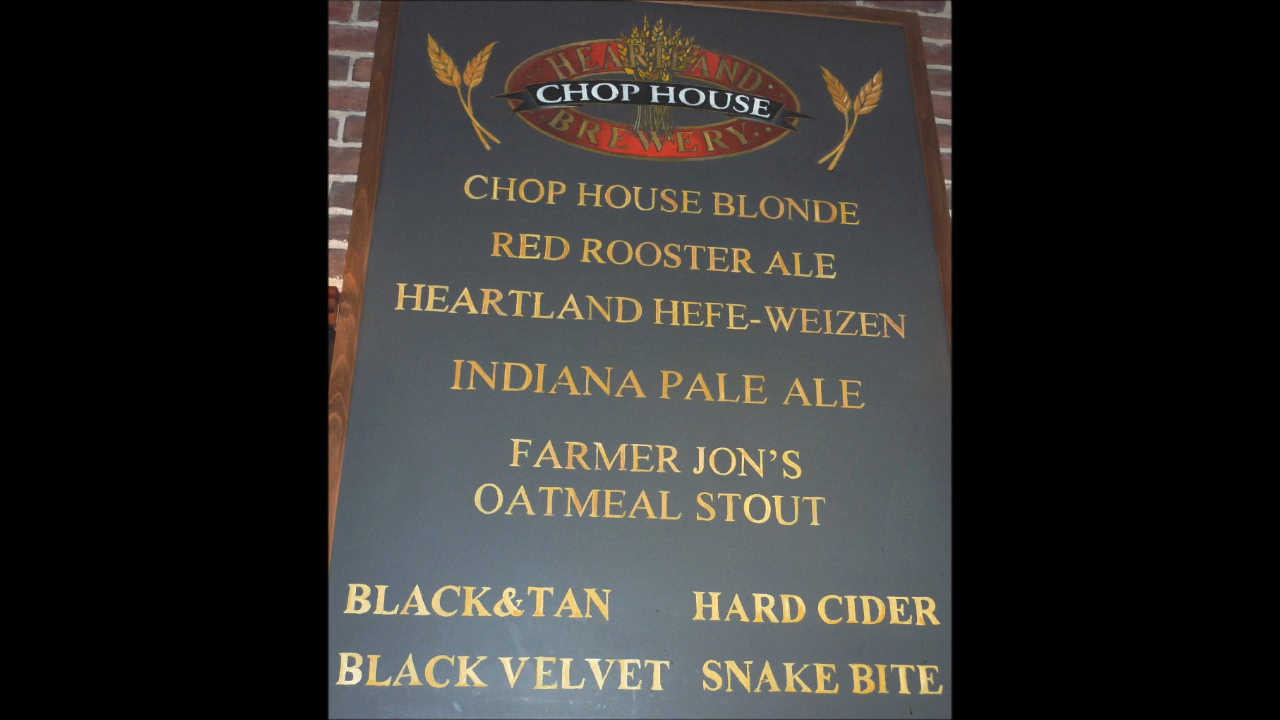 HEARTLAND
CHOP HOUSE
BREWERY
CHOP HOUSE BLONDE
RED ROOSTER ALE
HEARTLAND HEFE-WEIZEN
INDIANA PALE ALE
FARMER JON'S
OATMEAL STOUT
BLACK&TAN HARD CIDER
BLACK VELVET SNAKE BITE